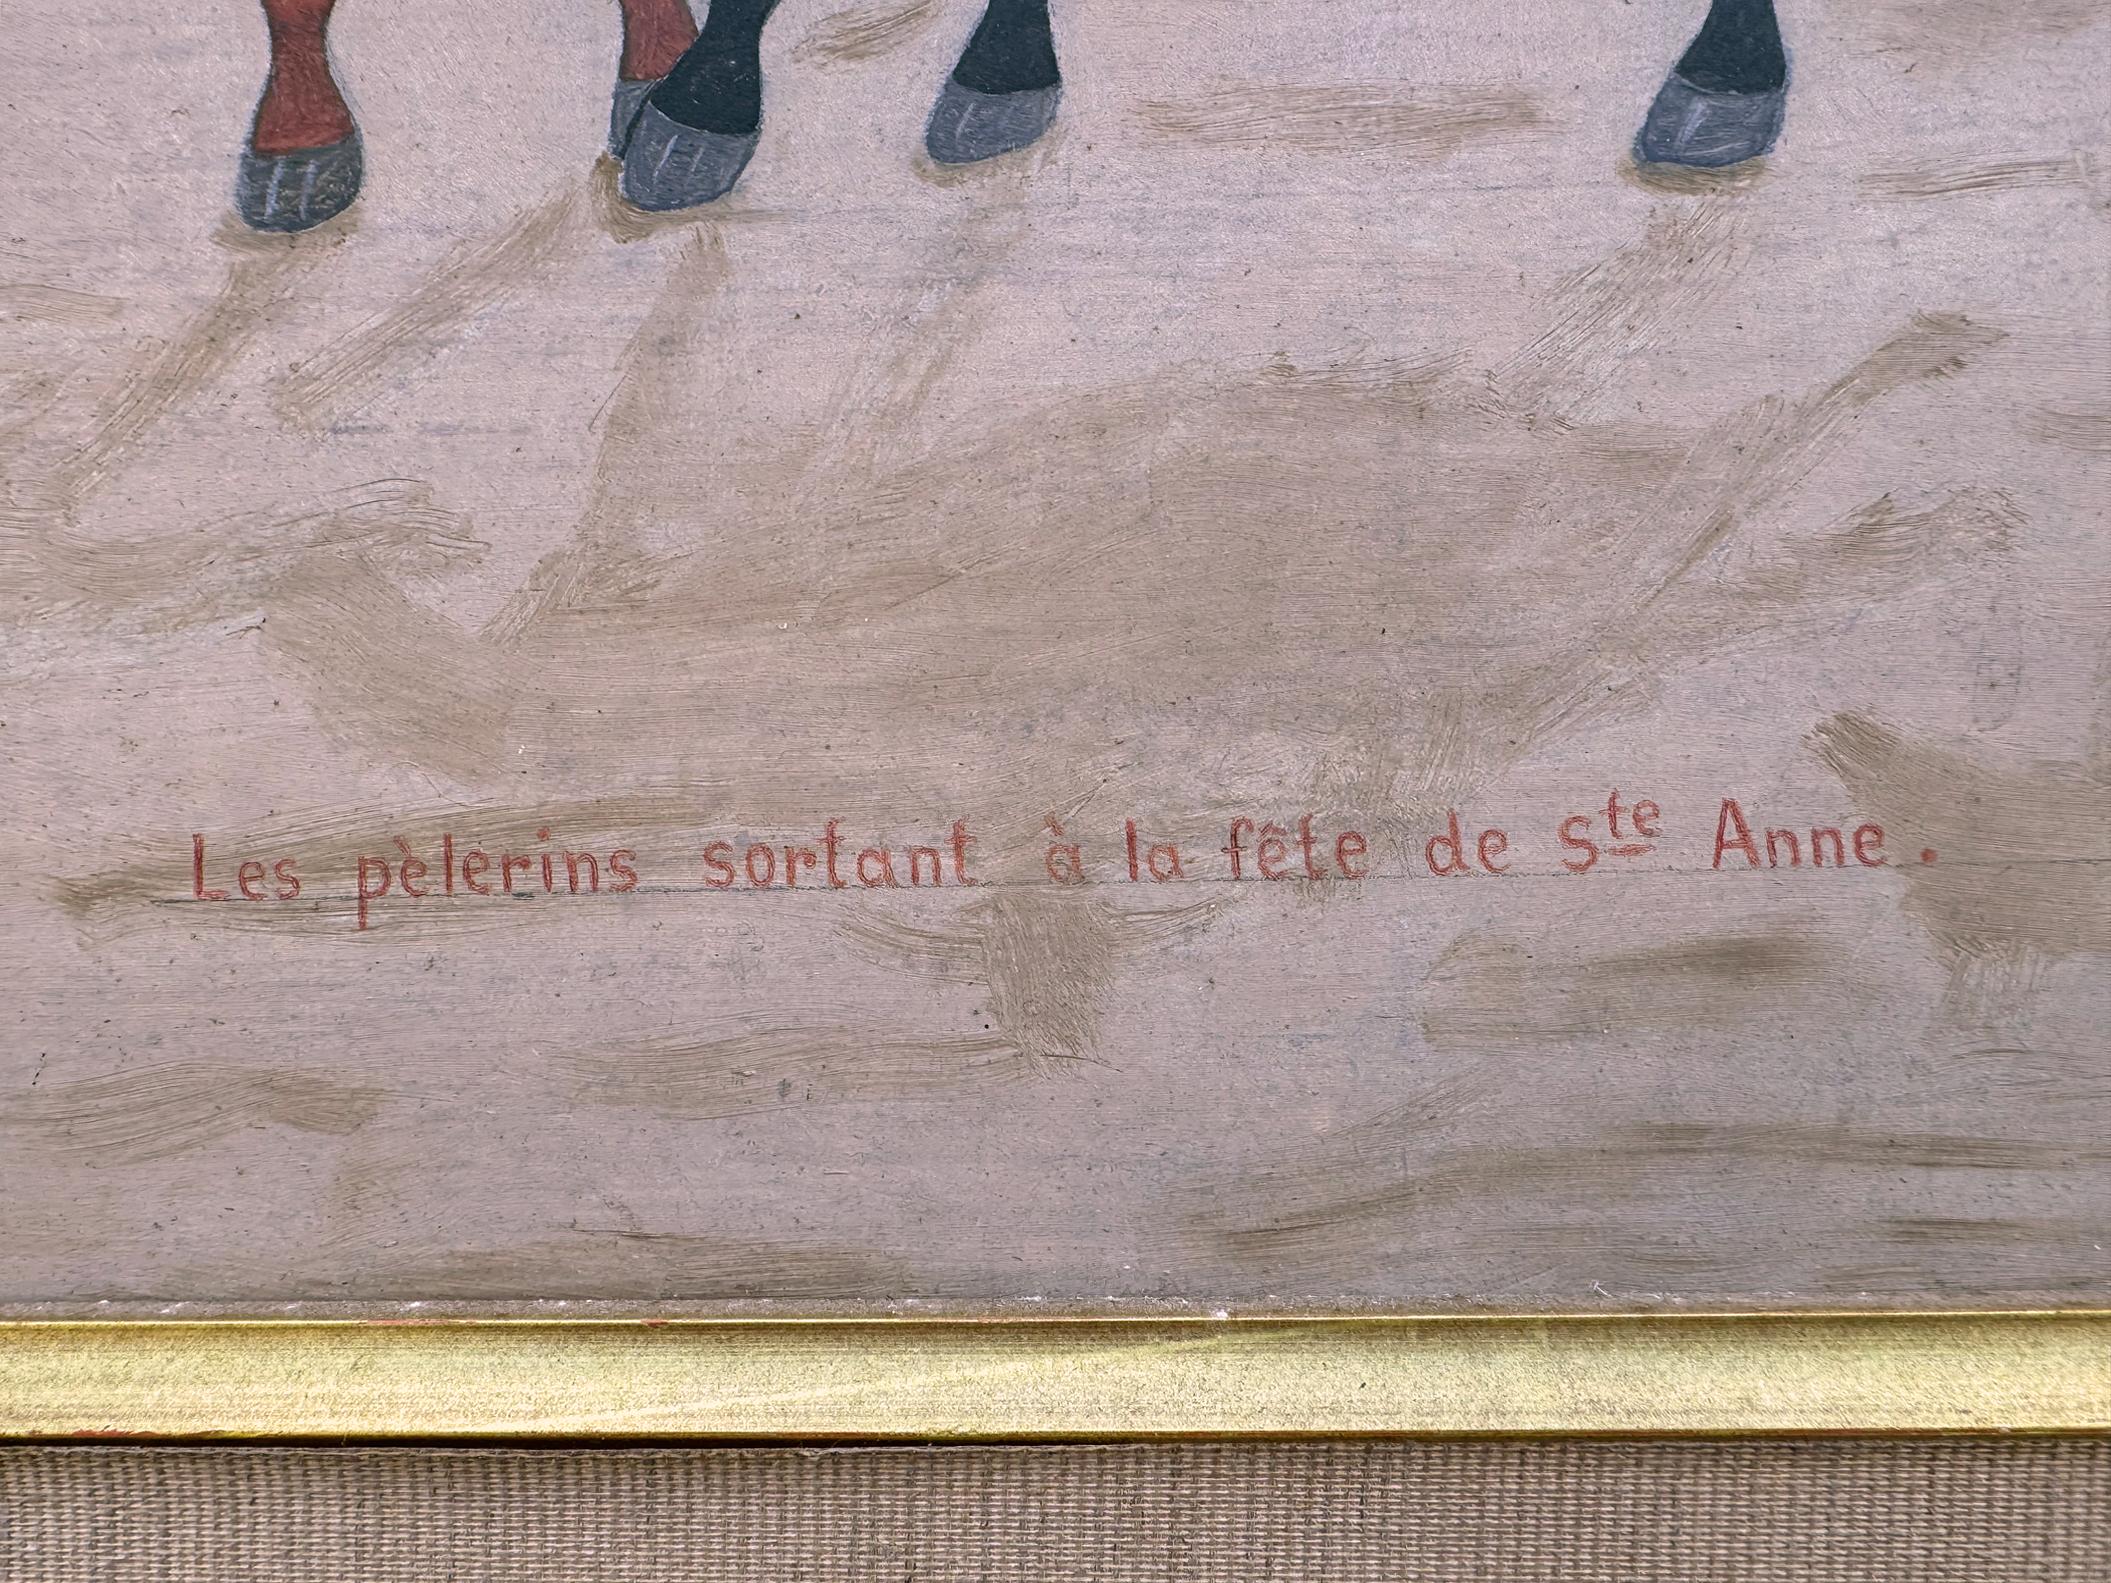 Les pèlerins sortant à la fête de Ste Anne.